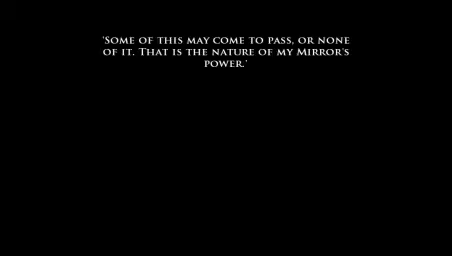 'Some of this may come to pass, or none
of it. That is the nature of my Mirror's
power.'